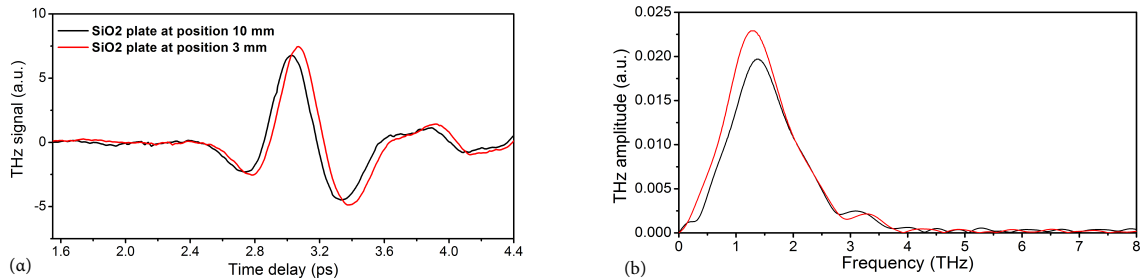 10
5
0
-5
THz signal (a.u.)
SiO2 plate at position 10 mm
SiO2 plate at position 3 mm
1.6 2.0 2.4 2.8 3.2 3.6 4.0 4.4
Time delay (ps)
(a)
0.025
0.020
0.015
0.010
0.005
0.000
THz amplitude (a.u.)
0 1 2 3 4 5 6 7 8
Frequency (THz)
(b)